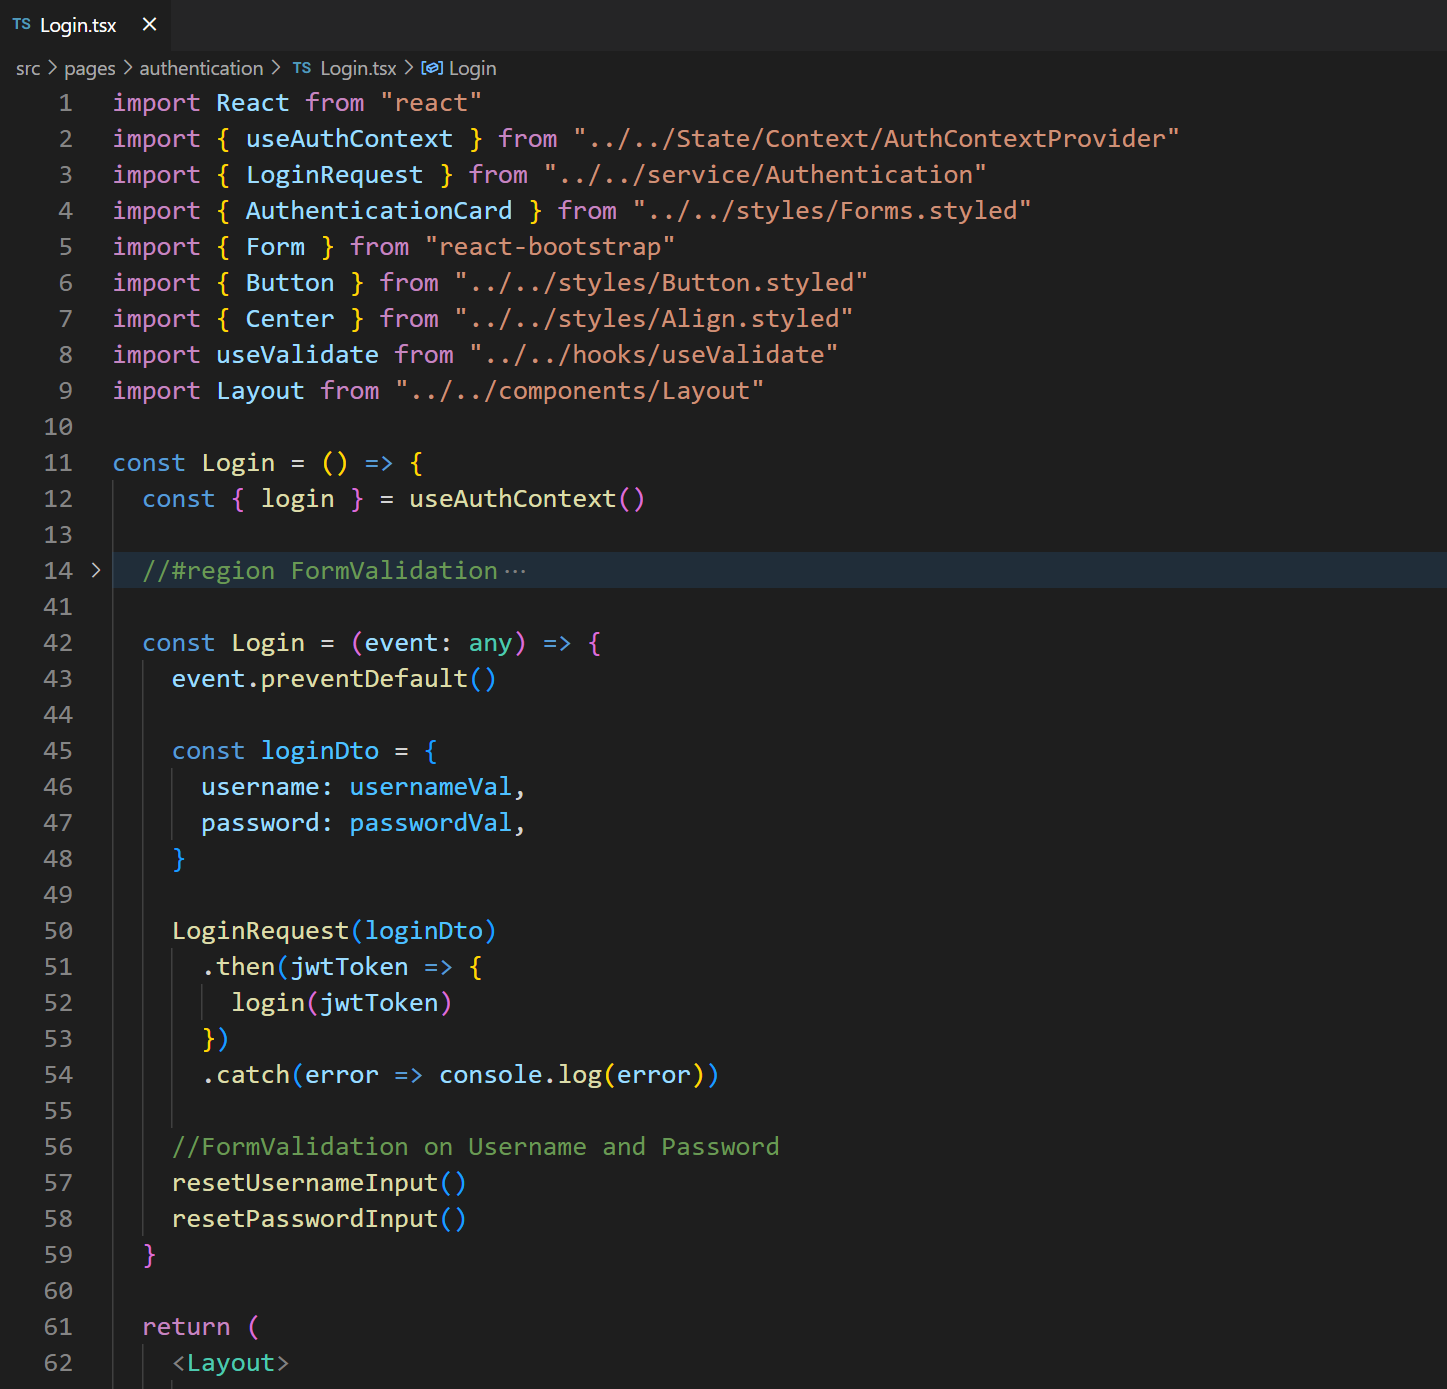 TS Login.tsx ×
src > pages > authentication > TS Login.tsx > Login
1 import React from "react"
2 import { useAuthContext } from "../../State/Context/AuthContextProvider"
3 import { LoginRequest } from "../../service/Authentication"
4 import { AuthenticationCard } from "../../styles/Forms.styled"
5 import { Form } from "react-bootstrap"
6 import { Button } from "../../styles/Button.styled"
7 import { Center } from "../../styles/Align.styled"
8 import useValidate from "../../hooks/useValidate"
9 import Layout from "../../components/Layout"
10
11 const Login = () => {
12   const { login } = useAuthContext()
13
14 >   //#region FormValidation ···
41
42   const Login = (event: any) => {
43     event.preventDefault()
44
45     const loginDto = {
46       username: usernameVal,
47       password: passwordVal,
48     }
49
50     LoginRequest(loginDto)
51       .then(jwtToken => {
52         login(jwtToken)
53       })
54       .catch(error => console.log(error))
55
56     //FormValidation on Username and Password
57     resetUsernameInput()
58     resetPasswordInput()
59   }
60
61   return (
62     <Layout>